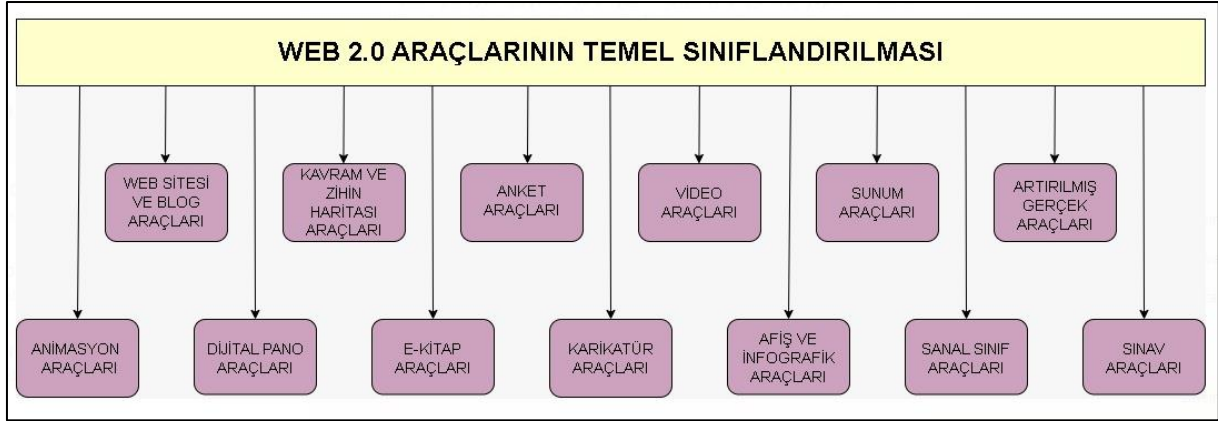 WEB 2.0 ARAÇLARININ TEMEL SINIFLANDIRILMASI
WEB SİTESİ
VE BLOG
ARAÇLARI
KAVRAM VE
ZİHİN
HARİTASI
ARAÇLARI
ANKET
ARAÇLARI
VİDEO
ARAÇLARI
SUNUM
ARAÇLARI
ARTIRILMIŞ
GERÇEK
ARAÇLARI
ANİMASYON
ARAÇLARI
DİJİTAL PANO
ARAÇLARI
E-KİTAP
ARAÇLARI
KARİKATÜR
ARAÇLARI
AFİŞ VE
İNFOGRAFİK
ARAÇLARI
SANAL SINIF
ARAÇLARI
SINAV
ARAÇLARI